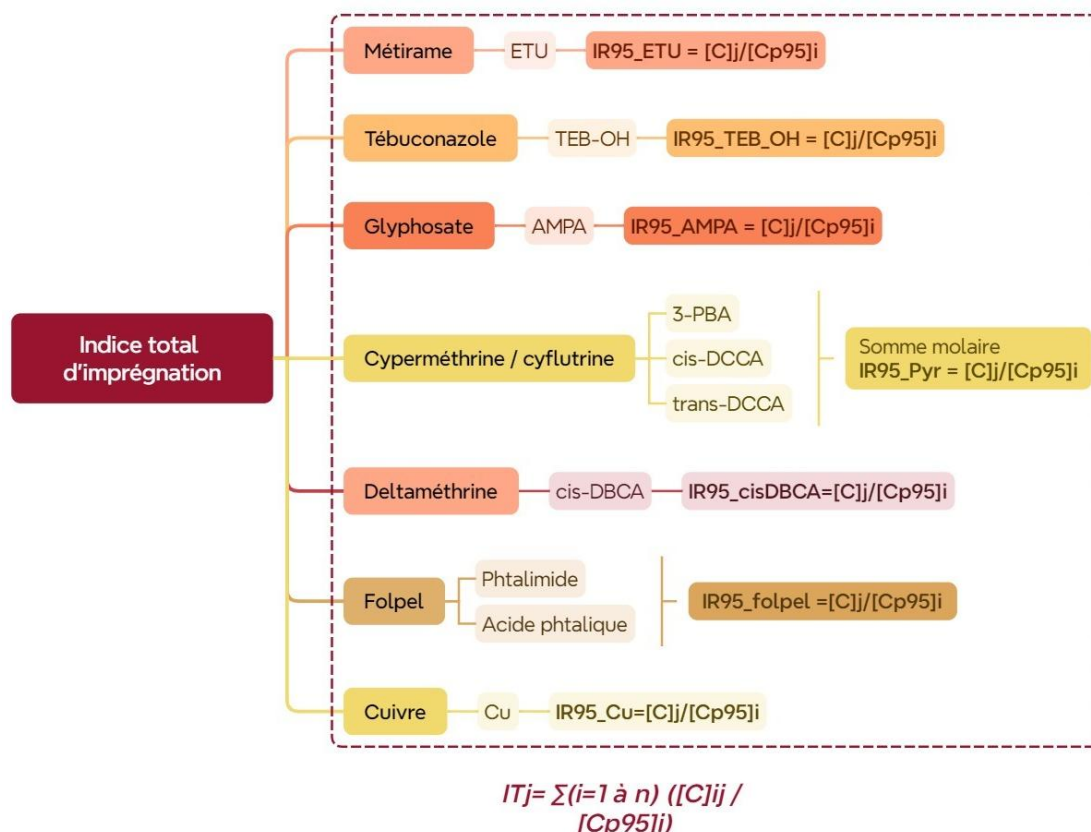 Métirame
ETU
IR95_ETU = [C]j/[Cp95]i
Tébuconazole
TEB-OH
IR95_TEB_OH = [C]j/[Cp95]i
Glyphosate
AMPA
IR95_AMPA = [C]j/[Cp95]i
Indice total
d'imprégnation
Cyperméthrine / cyflutrine
3-PBA
cis-DCCA
trans-DCCA
Somme molaire
IR95_Pyr = [C]j/[Cp95]i
Deltaméthrine
cis-DBCA
IR95_cisDBCA=[C]j/[Cp95]i
Folpel
Phtalimide
Acide phtalique
IR95_folpel =[C]j/[Cp95]i
Cuivre
Cu
IR95_Cu=[C]j/[Cp95]i
ITj= Σ(i=1 à n) ([C]ij /
[Cp95]i)